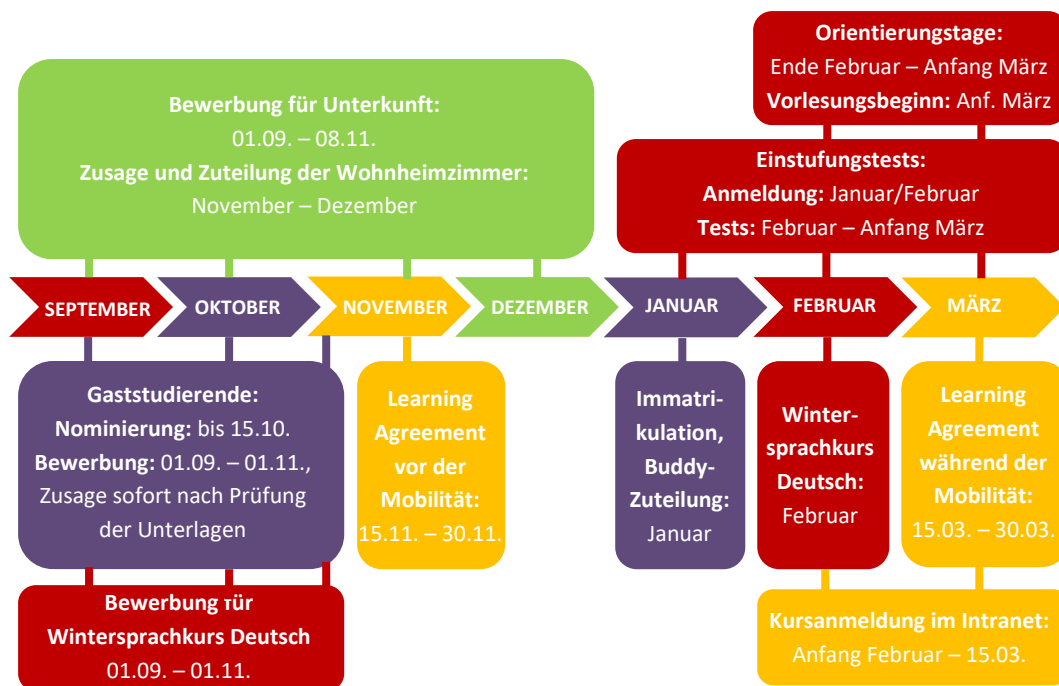 Orientierungstage:
Ende Februar – Anfang März
Vorlesungsbeginn: Anf. März
Bewerbung für Unterkunft:
01.09. – 08.11.
Zusage und Zuteilung der Wohnheimzimmer:
November – Dezember
Einstufungstests:
Anmeldung: Januar/Februar
Tests: Februar – Anfang März
SEPTEMBER
OKTOBER
NOVEMBER
DEZEMBER
JANUAR
FEBRUAR
MÄRZ
Gaststudierende:
Nominierung: bis 15.10.
Bewerbung: 01.09. – 01.11.,
Zusage sofort nach Prüfung
der Unterlagen
Learning
Agreement
vor der
Mobilität:
15.11. – 30.11.
Immatri-
kulation,
Buddy-
Zuteilung:
Januar
Winter-
sprachkurs
Deutsch:
Februar
Learning
Agreement
während der
Mobilität:
15.03. – 30.03.
Bewerbung für
Wintersprachkurs Deutsch
01.09. – 01.11.
Kursanmeldung im Intranet:
Anfang Februar – 15.03.